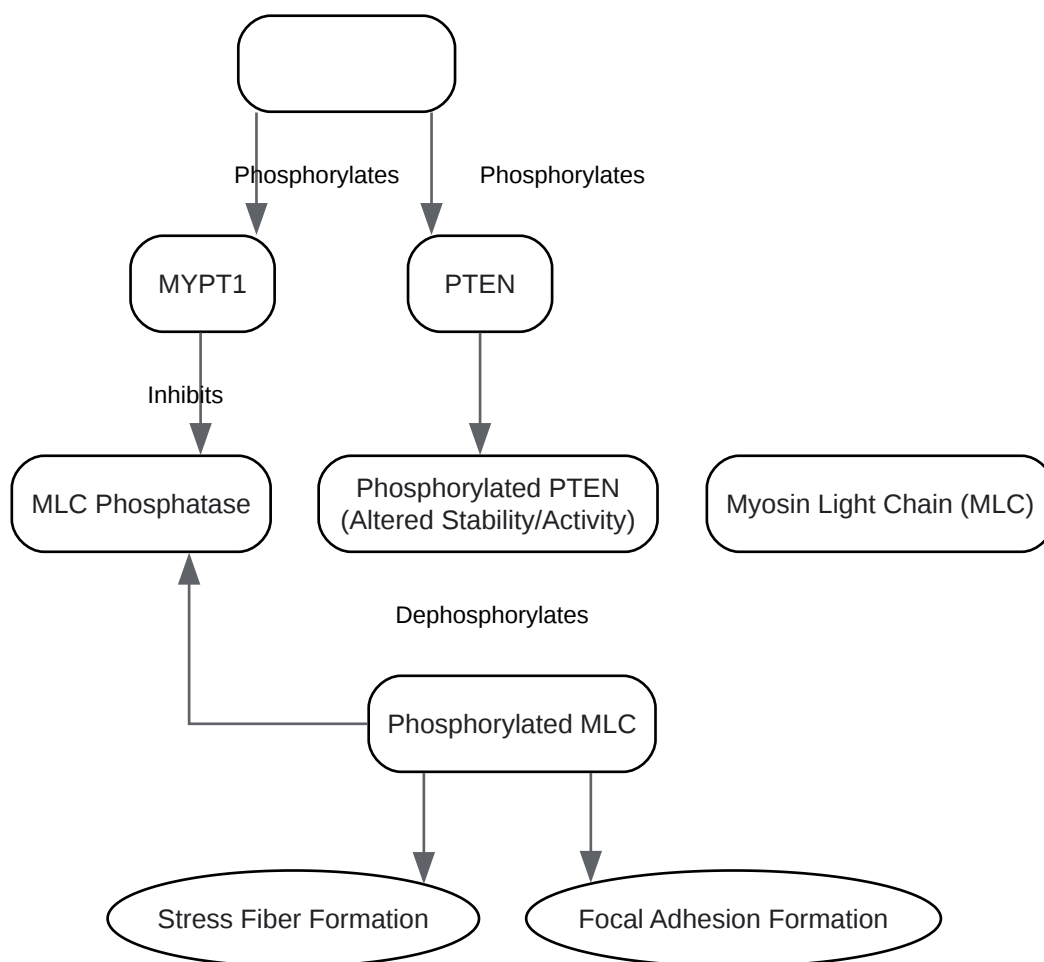 Phosphorylates
Phosphorylates
MYPT1
PTEN
Inhibits
MLC Phosphatase
Phosphorylated PTEN
(Altered Stability/Activity)
Myosin Light Chain (MLC)
Dephosphorylates
Phosphorylated MLC
Stress Fiber Formation
Focal Adhesion Formation